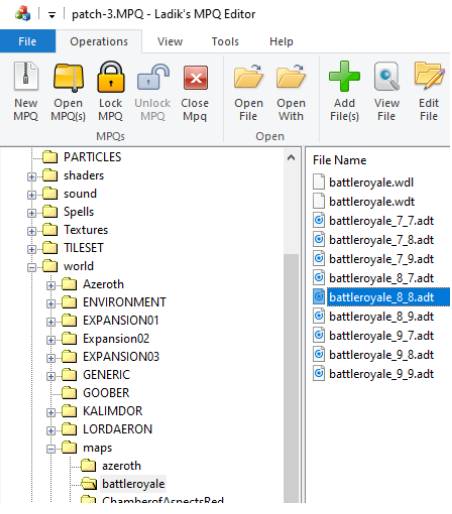 patch-3.MPQ - Ladik's MPQ Editor
File Operations View Tools Help
New MPQ
Open MPQ(s)
Lock MPQ
Unlock MPQ
Close Mpq
Open File
Open With
Add File(s)
View File
Edit File
MPQs
Open
PARTICLES
shaders
sound
Spells
Textures
TILESET
world
Azeroth
ENVIRONMENT
EXPANSION01
Expansion02
EXPANSION03
GENERIC
GOOBER
KALIMDOR
LORDAERON
maps
azeroth
battleroyale
ChamberofAspectsRed
File Name
battleroyale.wdl
battleroyale.wdt
battleroyale_7_7.adt
battleroyale_7_8.adt
battleroyale_7_9.adt
battleroyale_8_7.adt
battleroyale_8_8.adt
battleroyale_8_9.adt
battleroyale_9_7.adt
battleroyale_9_8.adt
battleroyale_9_9.adt